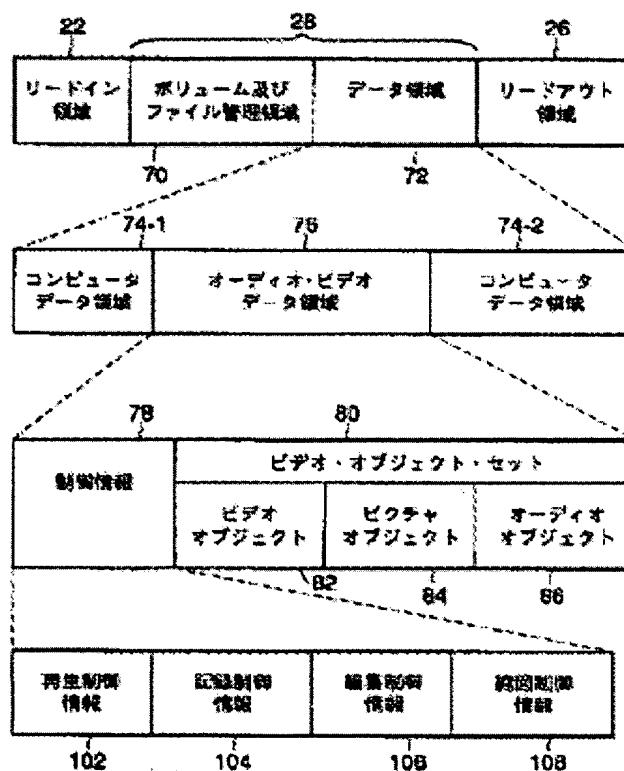 22
28
26
リードイン
領域
ボリューム及び
ファイル管理領域
データ領域
リードアウト
領域
70
72
74-1
76
74-2
コンピュータ
データ領域
オーディオ・ビデオ
データ領域
コンピュータ
データ領域
78
80
制御情報
ビデオ・オブジェクト・セット
ビデオ
オブジェクト
ピクチャ
オブジェクト
オーディオ
オブジェクト
82
84
86
再生制御
情報
記録制御
情報
編集制御
情報
縮図制御
情報
102
104
106
108